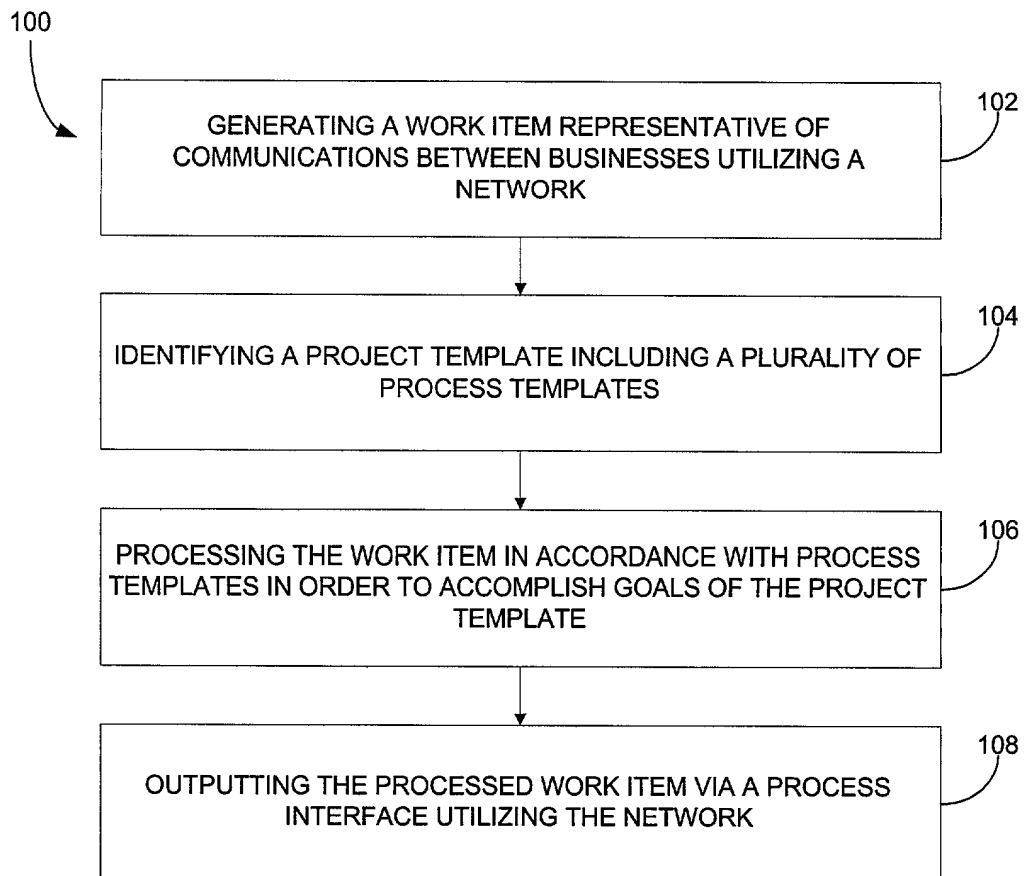 100
102
GENERATING A WORK ITEM REPRESENTATIVE OF
COMMUNICATIONS BETWEEN BUSINESSES UTILIZING A
NETWORK
104
IDENTIFYING A PROJECT TEMPLATE INCLUDING A PLURALITY OF
PROCESS TEMPLATES
106
PROCESSING THE WORK ITEM IN ACCORDANCE WITH PROCESS
TEMPLATES IN ORDER TO ACCOMPLISH GOALS OF THE PROJECT
TEMPLATE
108
OUTPUTTING THE PROCESSED WORK ITEM VIA A PROCESS
INTERFACE UTILIZING THE NETWORK